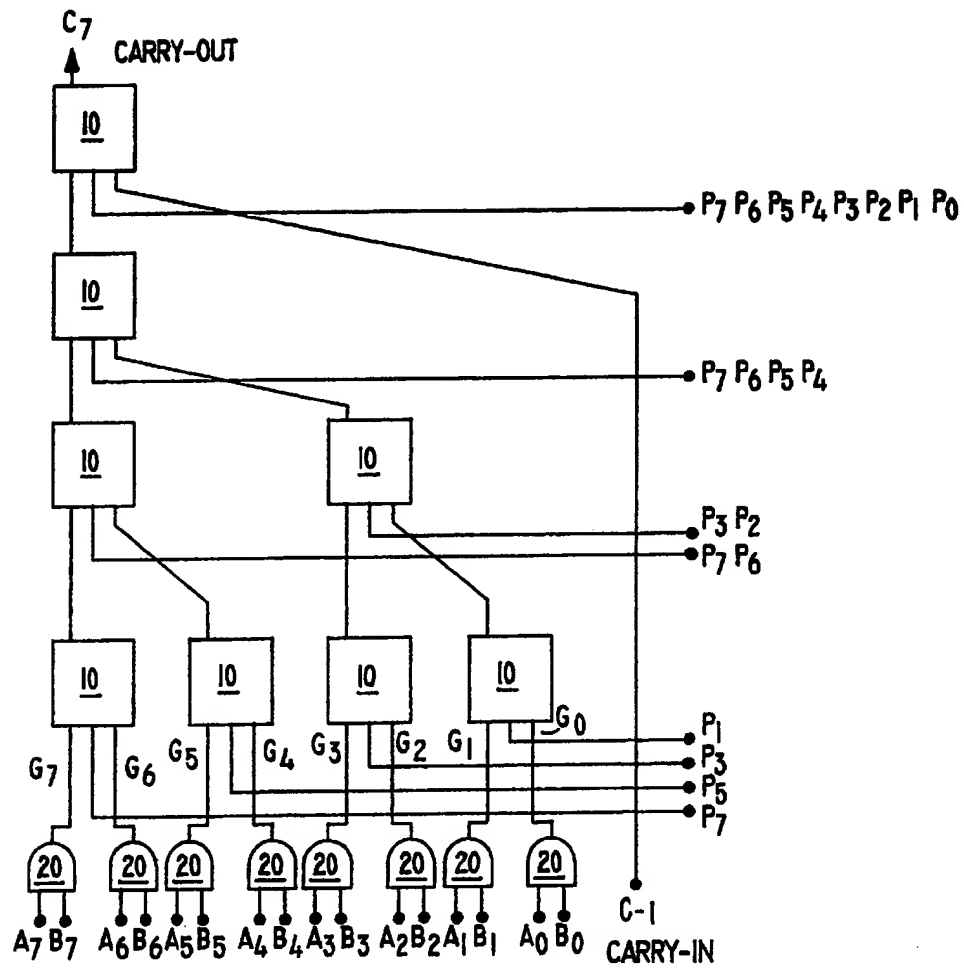 C7
CARRY-OUT
10
P7 P6 P5 P4 P3 P2 P1 P0
10
P7 P6 P5 P4
10 10
P3 P2
P7 P6
10 10 10 10
G7 G6 G5 G4 G3 G2 G1 G0
P1
P3
P5
P7
20 20 20 20 20 20 20 20
A7 B7 A6 B6 A5 B5 A4 B4 A3 B3 A2 B2 A1 B1 A0 B0
C-1
CARRY-IN